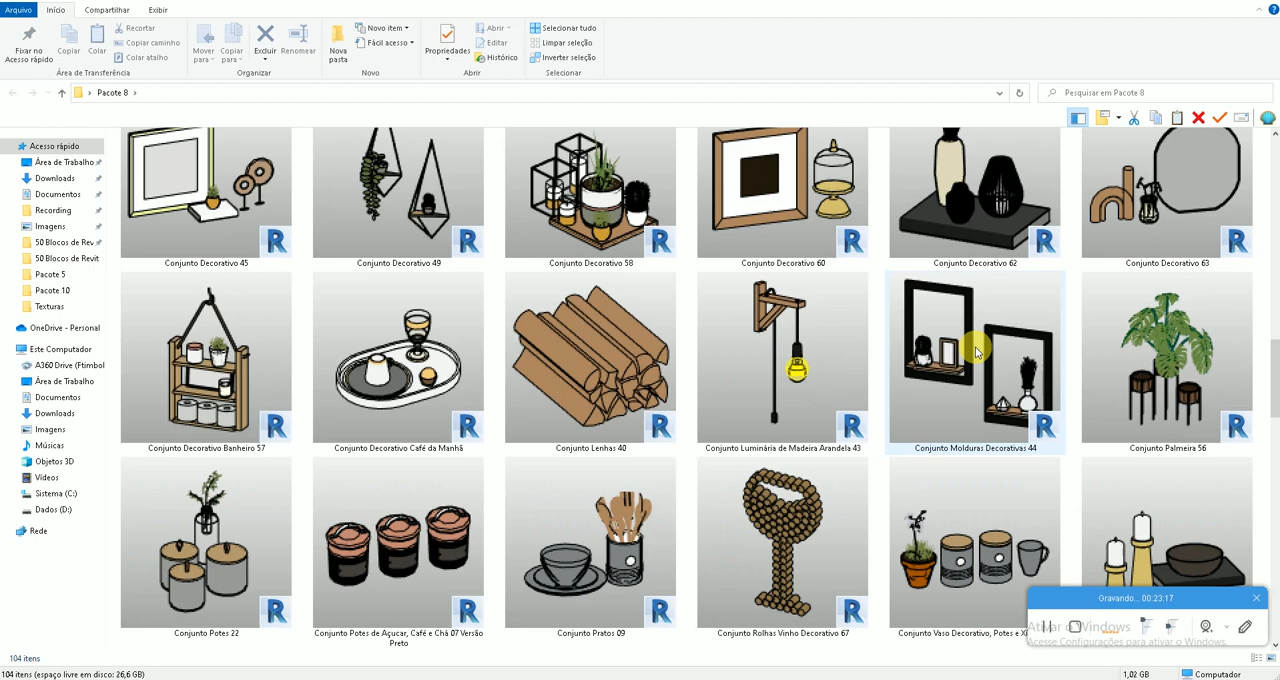 Arquivo Início Compartilhar Exibir
Fixar no Acesso rápido
Copiar
Colar
Recortar
Copiar caminho
Colar atalho
Área de Transferência
Mover para
Copiar para
Excluir
Renomear
Organizar
Nova pasta
Novo item
Fácil acesso
Novo
Propriedades
Abrir
Editar
Histórico
Abrir
Selecionar tudo
Limpar seleção
Inverter seleção
Selecionar
Pacote 8
Pesquisar em Pacote 8
Acesso rápido
Área de Trabalho
Downloads
Documentos
Recording
Imagens
50 Blocos de Rev
50 Blocos de Revit
Pacote 5
Pacote 10
Texturas
OneDrive - Personal
Este Computador
A360 Drive (Ftimbol
Área de Trabalho
Documentos
Downloads
Imagens
Músicas
Objetos 3D
Vídeos
Sistema (C:)
Dados (D:)
Rede
R R R R R R
Conjunto Decorativo 45
Conjunto Decorativo 49
Conjunto Decorativo 58
Conjunto Decorativo 60
Conjunto Decorativo 62
Conjunto Decorativo 63
R R R R R R
Conjunto Decorativo Banheiro 57
Conjunto Decorativo Café da Manhã
Conjunto Lenhas 40
Conjunto Luminária de Madeira Arandela 43
Conjunto Molduras Decorativas 44
Conjunto Palmeira 56
R R R R R
Conjunto Potes 22
Conjunto Potes de Açucar, Café e Chá 07 Versão
Preto
Conjunto Pratos 09
Conjunto Rolhas Vinho Decorativo 67
Conjunto Vaso Decorativo, Potes e
Gravando... 00:23:17
Ativar o Windows
Acesse Configurações para ativar o Windows.
104 itens
104 itens (espaço livre em disco: 26,6 GB)
1,02 GB
Computador